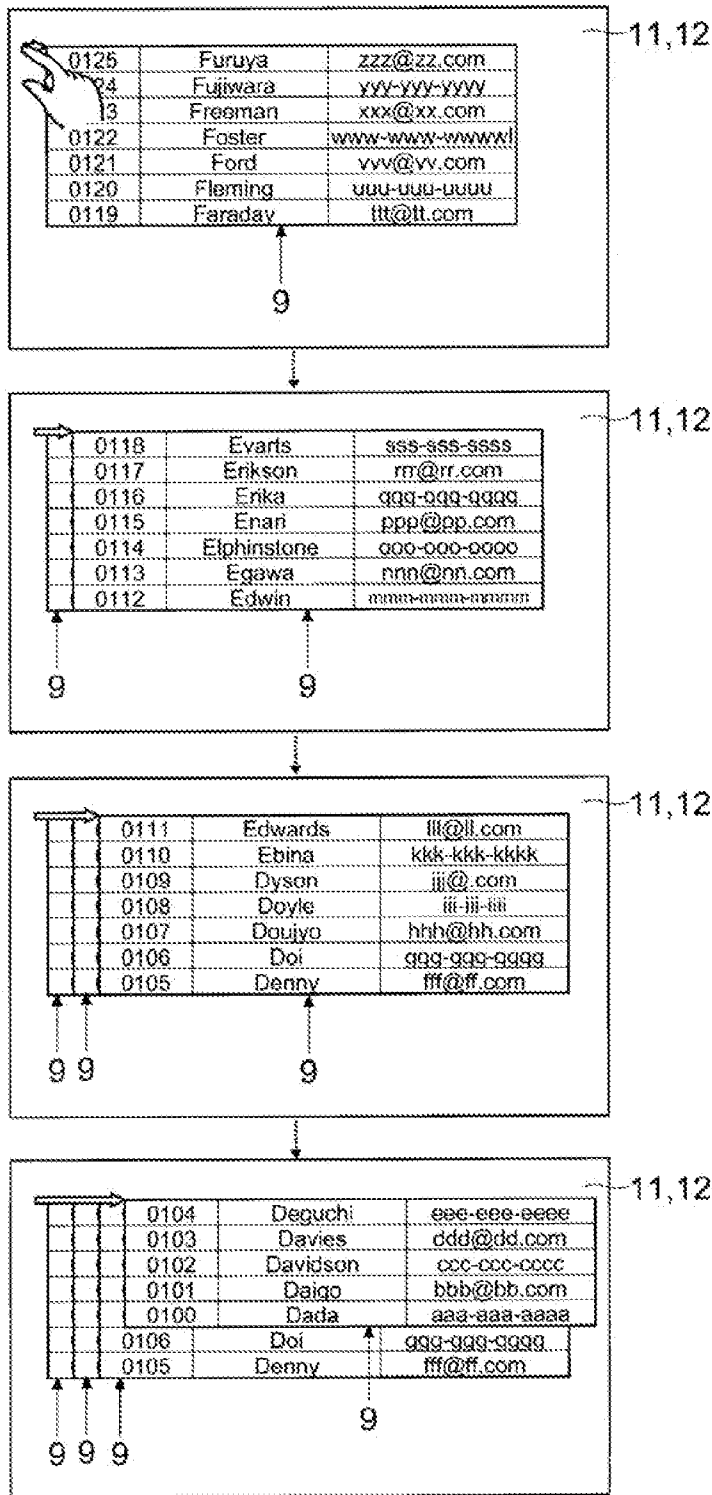 11,12
0125 Furuya zzz@zz.com
24 Fujiwara yyy-yyy-yyyy
3 Freeman xxx@xx.com
0122 Foster www-www-wwwwl
0121 Ford vvv@vv.com
0120 Fleming uuu-uuu-uuuu
0119 Faraday ttt@tt.com
9
11,12
0118 Evarts sss-sss-ssss
0117 Erikson rrr@rr.com
0116 Erika qqq-qqq-qqqq
0115 Enari ppp@pp.com
0114 Elphinstone ooo-ooo-oooo
0113 Egawa nnn@nn.com
0112 Edwin mmm-mmm-mmmm
9 9
11,12
0111 Edwards lll@ll.com
0110 Ebina kkk-kkk-kkkk
0109 Dyson jjj@.com
0108 Doyle iii-iii-iiii
0107 Doujyo hhh@hh.com
0106 Doi ggg-ggg-gggg
0105 Denny fff@ff.com
9 9 9
11,12
0104 Deguchi eee-eee-eeee
0103 Davies ddd@dd.com
0102 Davidson ccc-ccc-cccc
0101 Daigo bbb@bb.com
0100 Dada aaa-aaa-aaaa
0106 Doi ggg-ggg-gggg
0105 Denny fff@ff.com
9 9 9 9